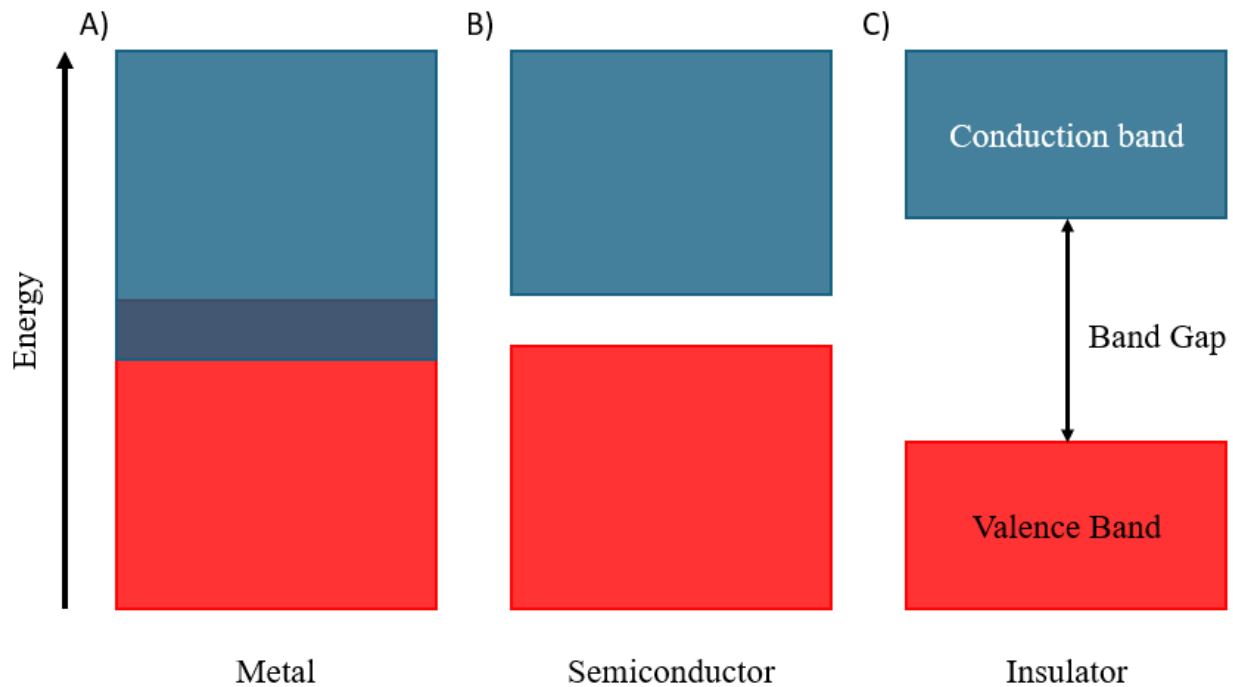 A)
B)
C)
Energy
Conduction band
Band Gap
Valence Band
Metal
Semiconductor
Insulator